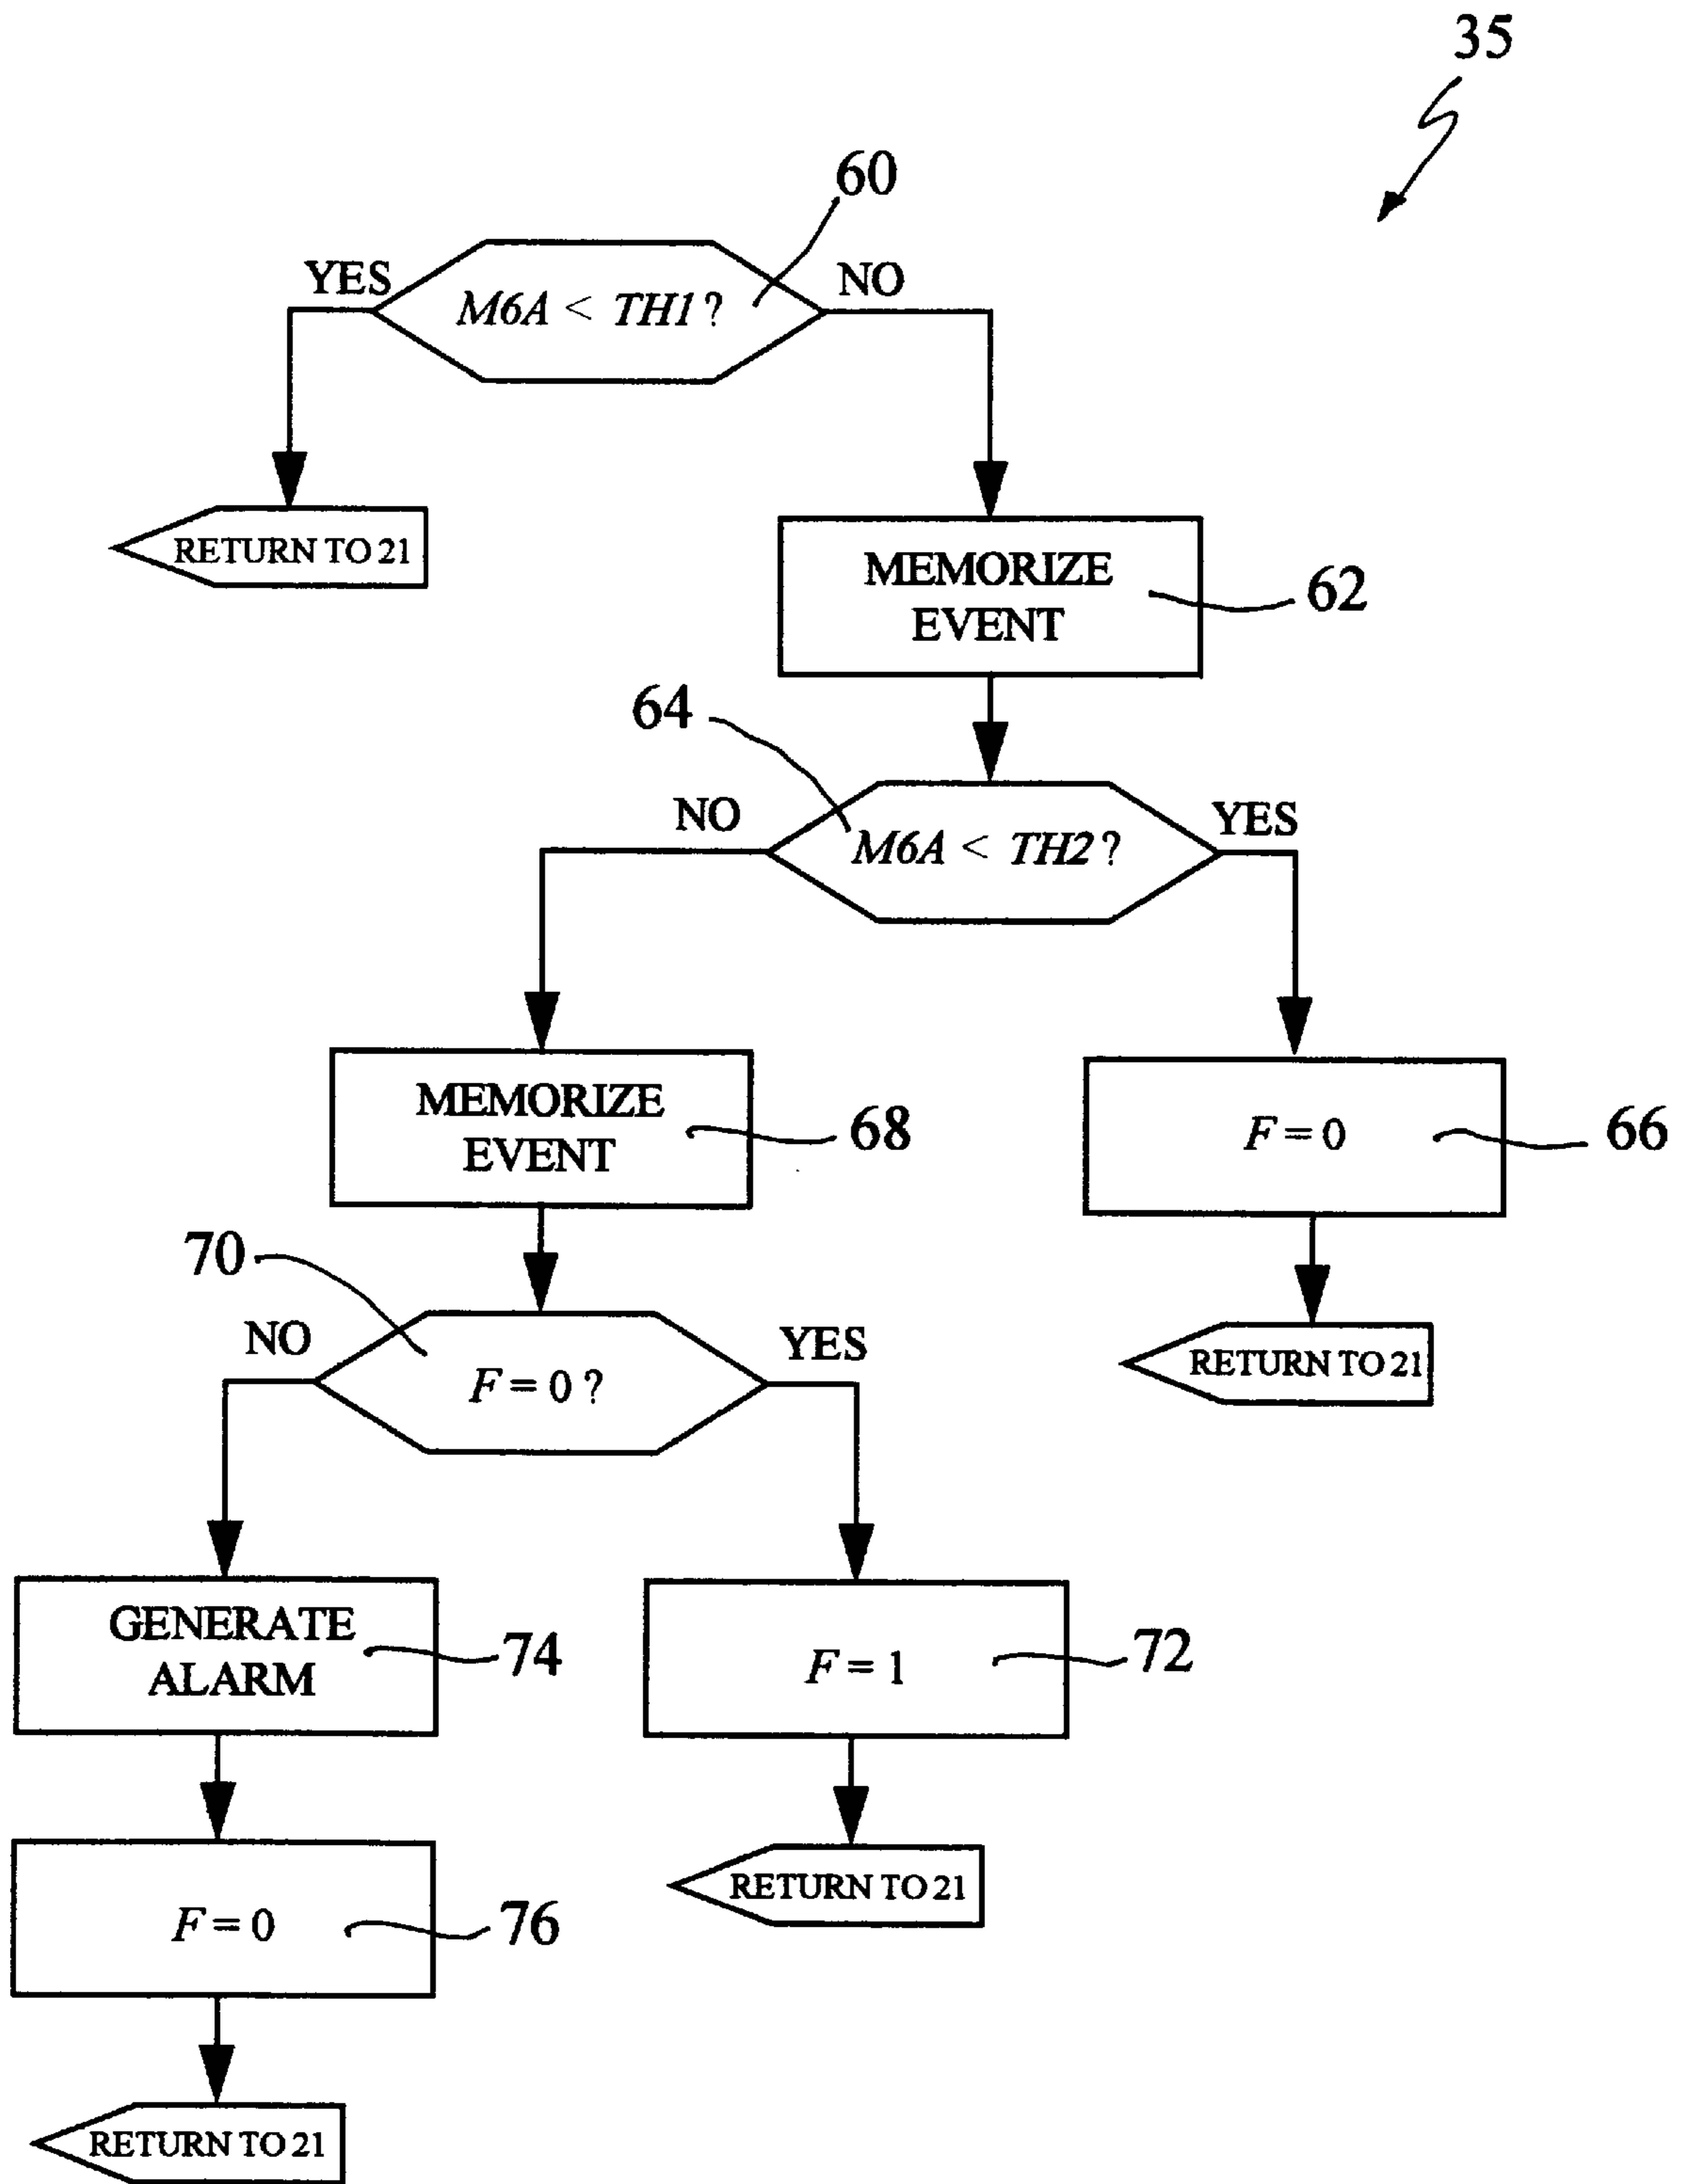 35
60
YES
NO
M6A < TH1 ?
RETURN TO 21
MEMORIZE
EVENT
62
64
NO
YES
M6A < TH2 ?
MEMORIZE
EVENT
68
F = 0
66
70
NO
YES
F = 0 ?
RETURN TO 21
GENERATE
ALARM
74
F = 1
72
F = 0
76
RETURN TO 21
RETURN TO 21